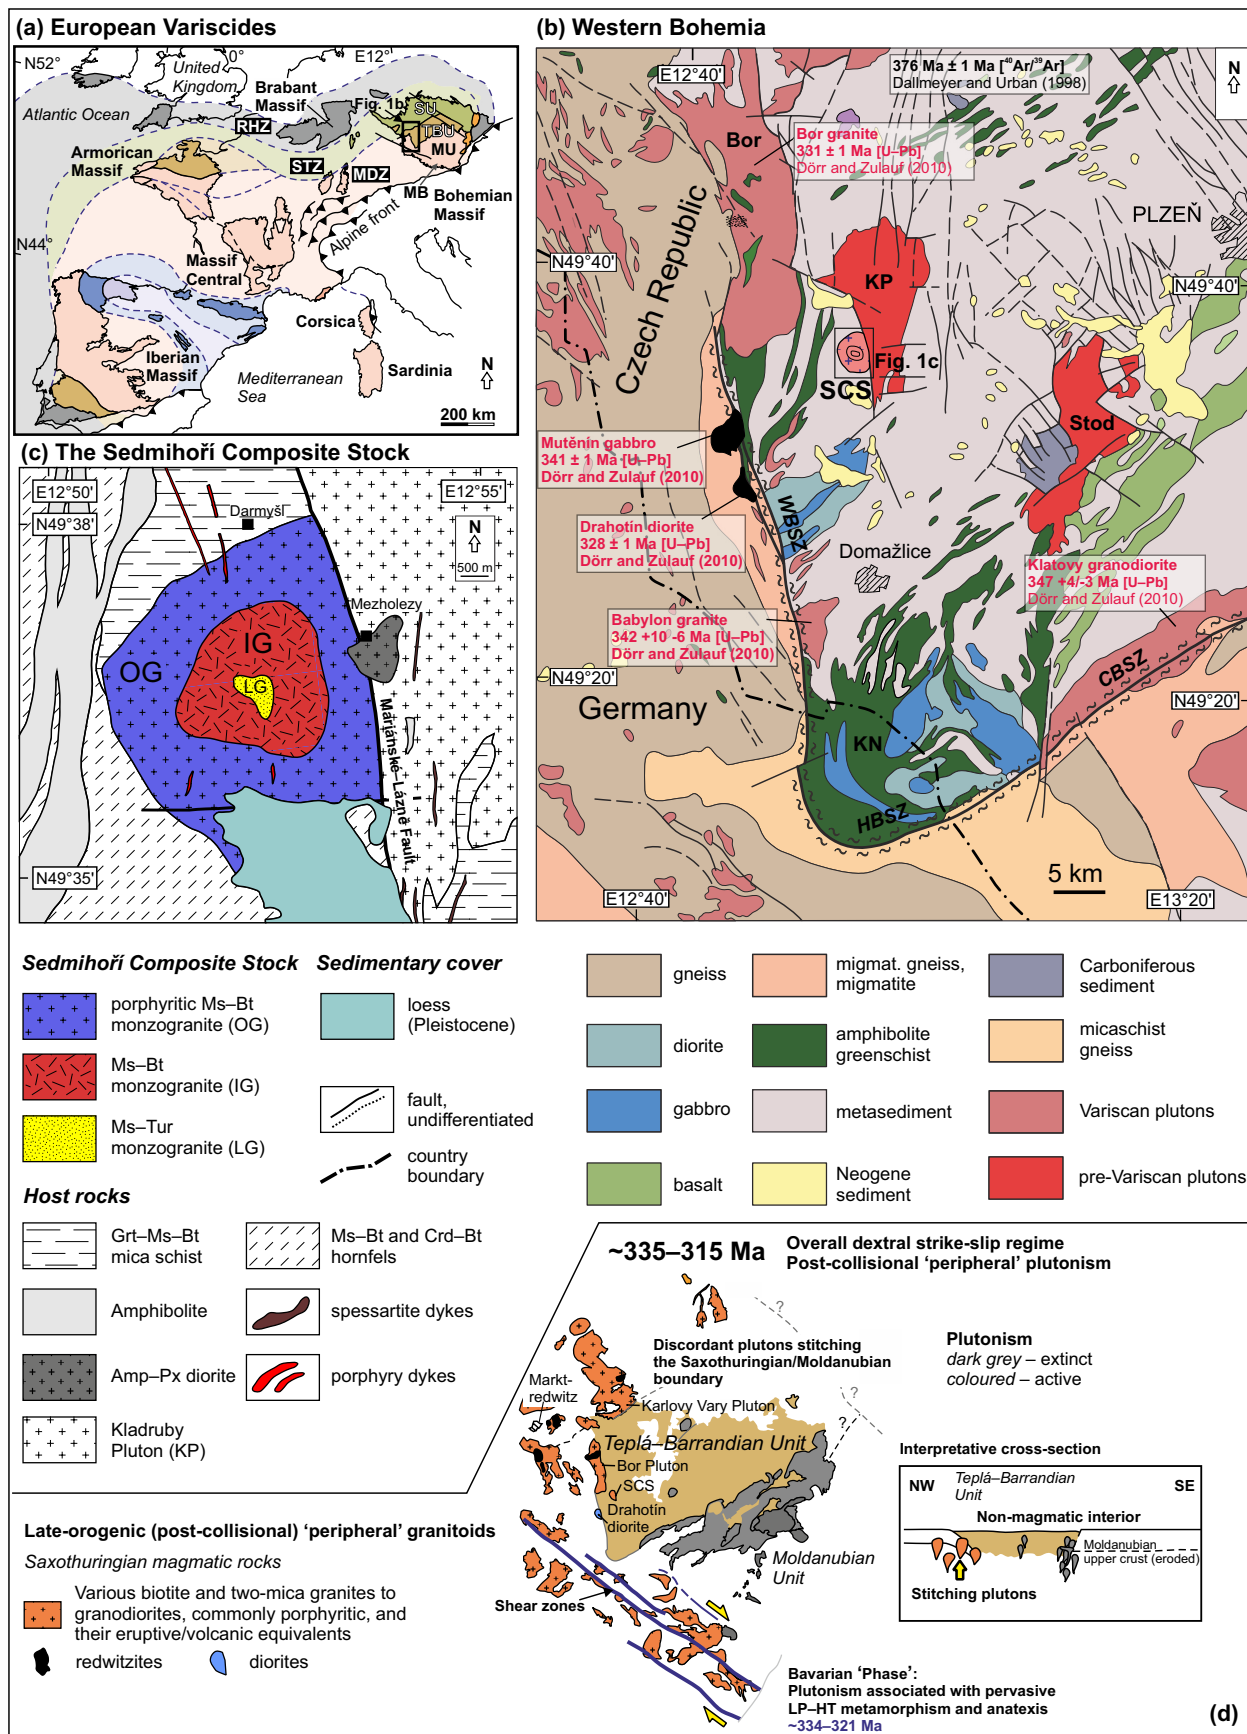 (a) European Variscides
N52°
0°
E12°
United
Kingdom
Brabant
Massif
Fig. 1b
SU
TBU
MU
Atlantic Ocean
RHZ
STZ
MDZ
MB
Armorican
Massif
Bohemian
Massif
Alpine front
N44°
Massif
Central
Corsica
Iberian
Massif
Sardinia
Mediterranean
Sea
N
200 km
(b) Western Bohemia
E12°40'
376 Ma ± 1 Ma [⁴⁰Ar/³⁹Ar]
Dallmeyer and Urban (1998)
N
Bor
Bor granite
331 ± 1 Ma [U–Pb]
Dörr and Zulauf (2010)
PLZEŇ
N49°40'
N49°40'
Czech Republic
KP
Fig. 1c
SCS
Stod
Mutěnín gabbro
341 ± 1 Ma [U–Pb]
Dörr and Zulauf (2010)
WBSZ
Drahotín diorite
328 ± 1 Ma [U–Pb]
Dörr and Zulauf (2010)
Domažlice
Klatovy granodiorite
347 +4/-3 Ma [U–Pb]
Dörr and Zulauf (2010)
Babylon granite
342 +10 -6 Ma [U–Pb]
Dörr and Zulauf (2010)
N49°20'
N49°20'
CBSZ
Germany
KN
HBSZ
5 km
E12°40'
E13°20'
(c) The Sedmihoří Composite Stock
E12°50'
E12°55'
N49°38'
Darmyšl
N
500 m
Mezholezy
IG
OG
LG
Mariánské–Lázně Fault
N49°35'
Sedmihoří Composite Stock
porphyritic Ms–Bt
monzogranite (OG)
Ms–Bt
monzogranite (IG)
Ms–Tur
monzogranite (LG)
Sedimentary cover
loess
(Pleistocene)
fault,
undifferentiated
country
boundary
Host rocks
Grt–Ms–Bt
mica schist
Ms–Bt and Crd–Bt
hornfels
Amphibolite
spessartite dykes
Amp–Px diorite
porphyry dykes
Kladruby
Pluton (KP)
gneiss
migmat. gneiss,
migmatite
Carboniferous
sediment
diorite
amphibolite
greenschist
micaschist
gneiss
gabbro
metasediment
Variscan plutons
basalt
Neogene
sediment
pre-Variscan plutons
~335–315 Ma
Overall dextral strike-slip regime
Post-collisional ‘peripheral’ plutonism
?
Discordant plutons stitching
the Saxothuringian/Moldanubian
boundary
Plutonism
dark grey – extinct
coloured – active
?
Markt-
redwitz
Karlovy Vary Pluton
?
Teplá–Barrandian Unit
Bor Pluton
SCS
Drahotín
diorite
Moldanubian
Unit
Shear zones
Interpretative cross-section
NW
Teplá–Barrandian
Unit
SE
Non-magmatic interior
Moldanubian
upper crust (eroded)
Stitching plutons
Bavarian ‘Phase’:
Plutonism associated with pervasive
LP–HT metamorphism and anatexis
~334–321 Ma
(d)
Late-orogenic (post-collisional) ‘peripheral’ granitoids
Saxothuringian magmatic rocks
Various biotite and two-mica granites to
granodiorites, commonly porphyritic, and
their eruptive/volcanic equivalents
redwitzites
diorites